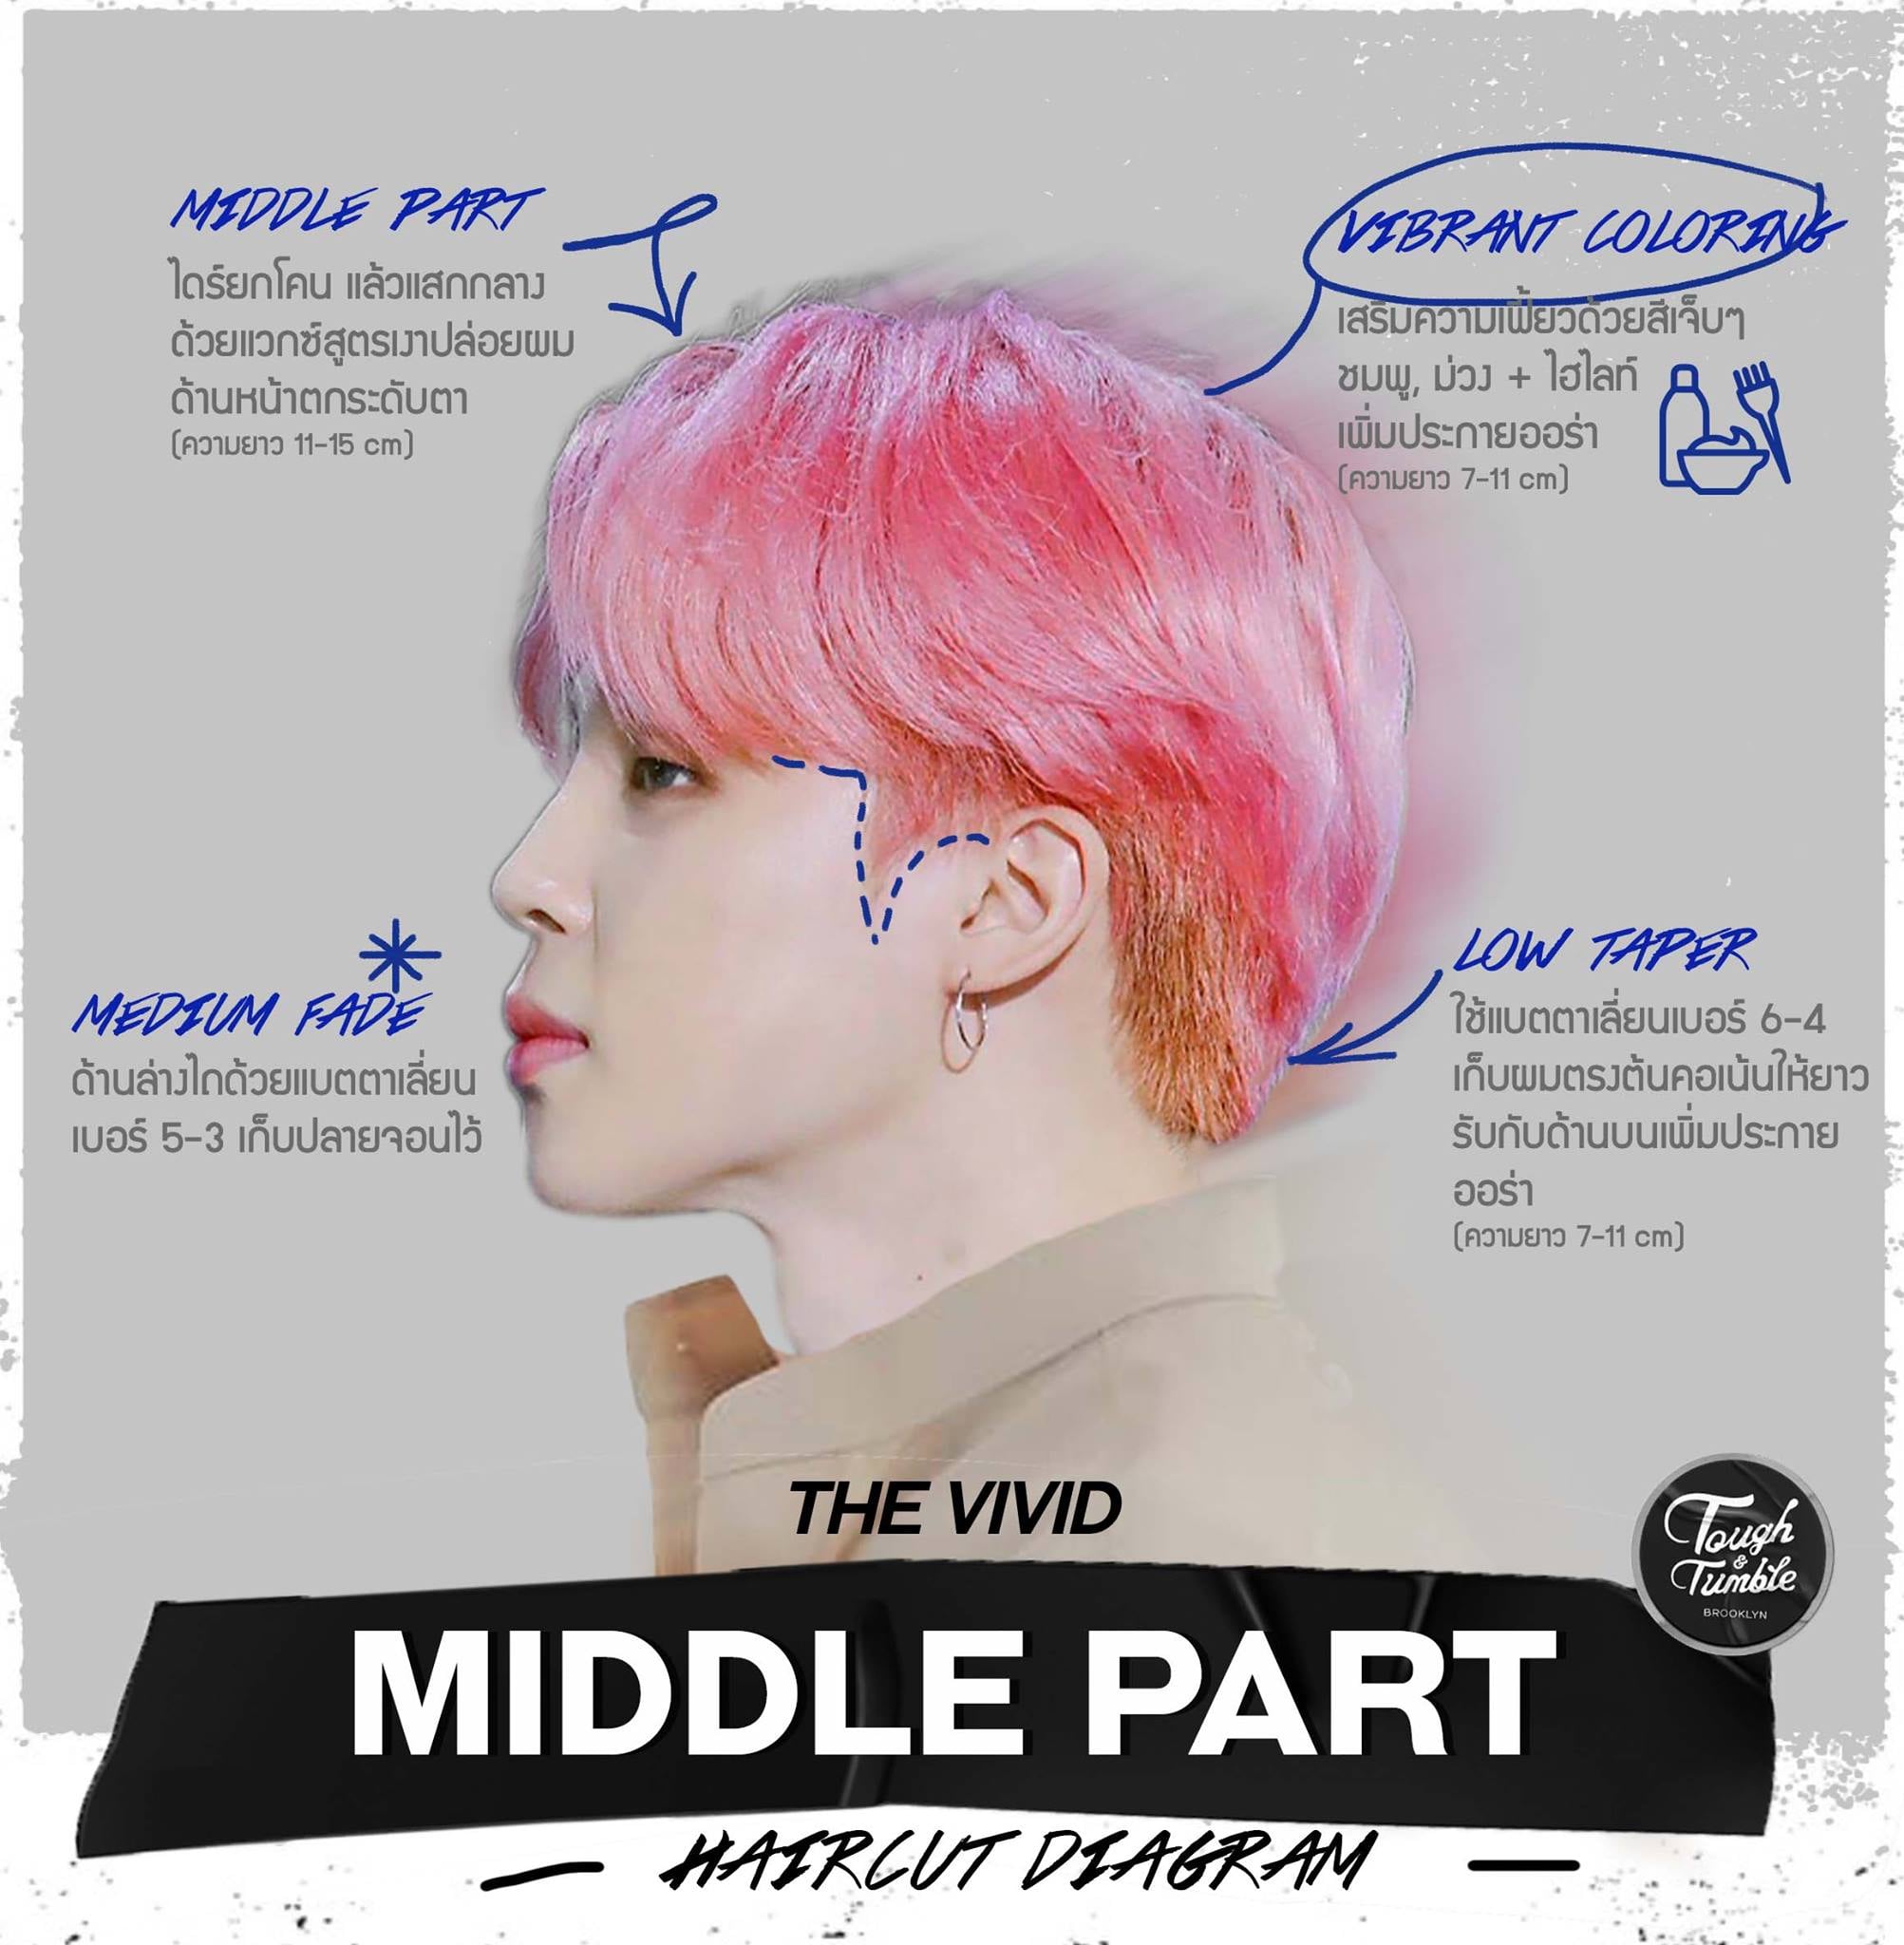 MIDDLE PART
ไดร์ยกโคน แล้วแสกกลาง
ด้วยแวกซ์สูตรเงาปล่อยผม
ด้านหน้าตกระดับตา
(ความยาว 11-15 cm)
VIBRANT COLORING
เสริมความเฟี้ยวด้วยสีเจ็บๆ
ชมพู, ม่วง + ไฮไลท์
เพิ่มประกายออร่า
(ความยาว 7-11 cm)
MEDIUM FADE
ด้านล่างไถด้วยแบตตาเลี่ยน
เบอร์ 5-3 เก็บปลายจอนไว้
LOW TAPER
ใช้แบตตาเลี่ยนเบอร์ 6-4
เก็บผมตรงต้นคอเน้นให้ยาว
รับกับด้านบนเพิ่มประกาย
ออร่า
(ความยาว 7-11 cm)
THE VIVID
MIDDLE PART
HAIRCUT DIAGRAM
Tough
&
Tumble
BROOKLYN